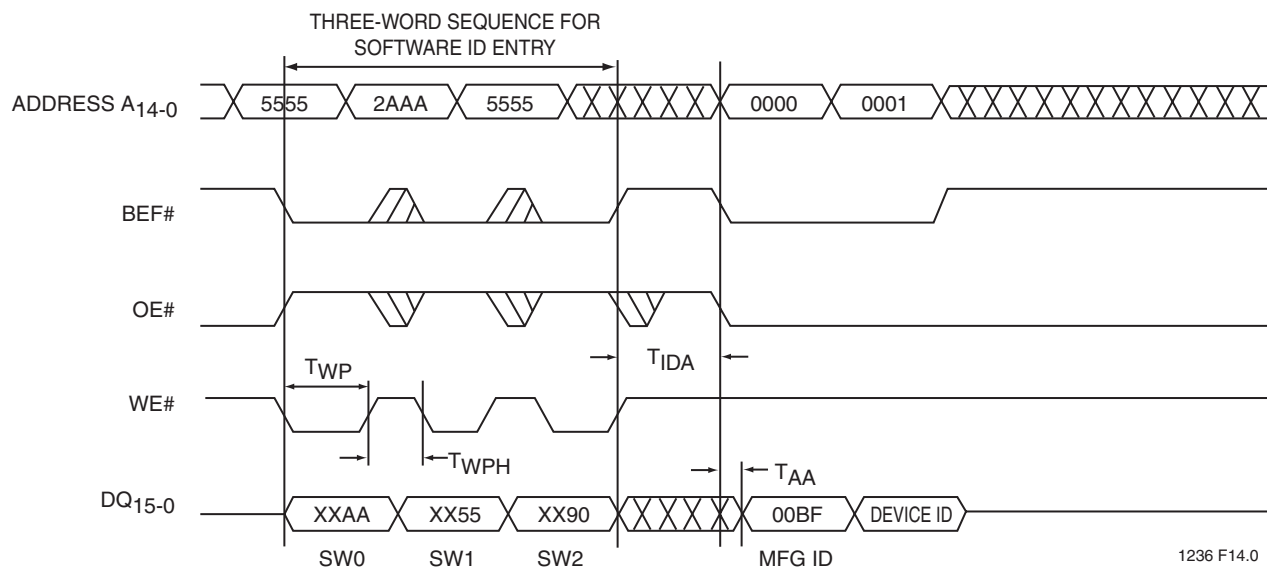 THREE-WORD SEQUENCE FOR
SOFTWARE ID ENTRY
ADDRESS A14-0 5555 2AAA 5555 0000 0001
BEF#
OE#
TWP TIDA
WE#
TWPH TAA
DQ15-0 XXAA XX55 XX90 00BF DEVICE ID
SW0 SW1 SW2 MFG ID 1236 F14.0